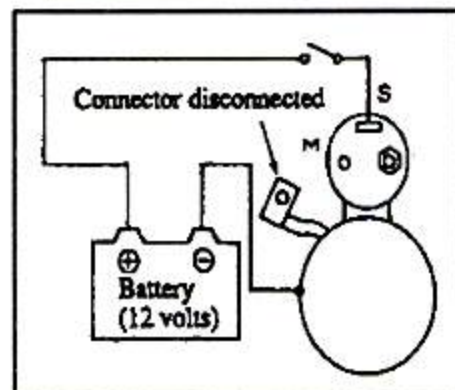 S
Connector disconnected
M
+ −
Battery
(12 volts)